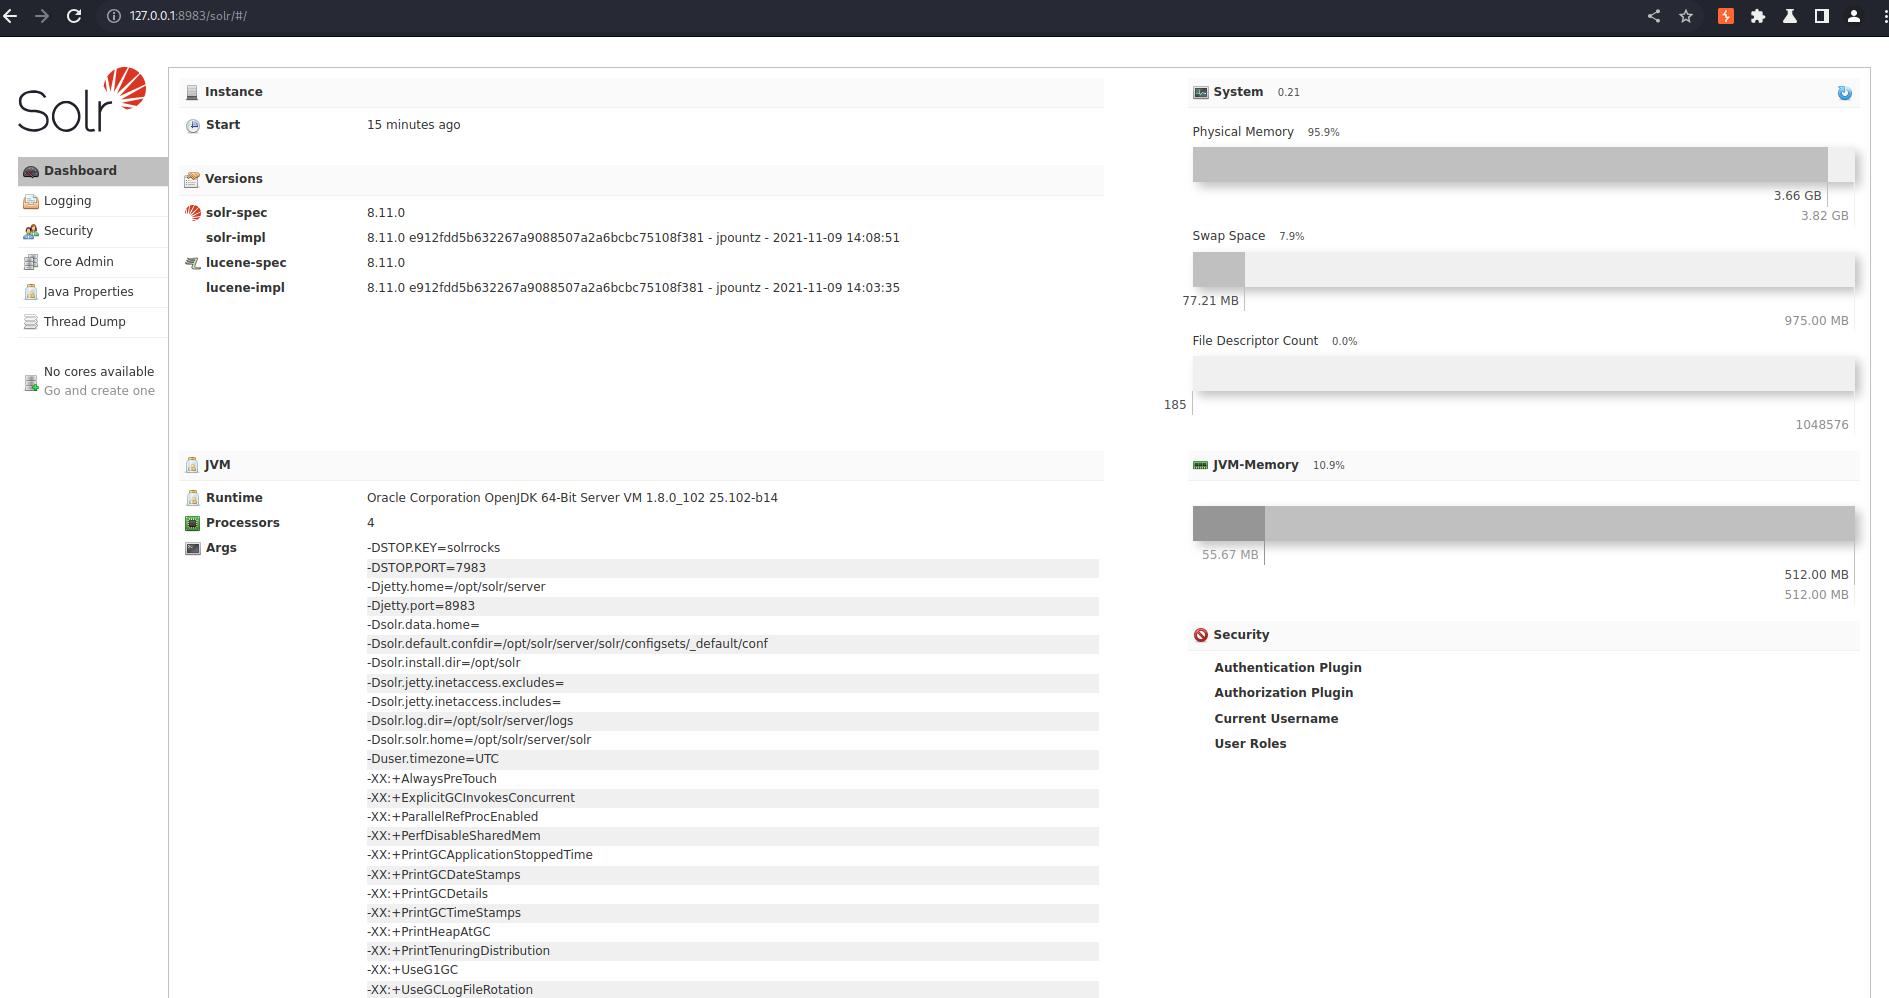 127.0.0.1:8983/solr/#/
Solr
Dashboard
Logging
Security
Core Admin
Java Properties
Thread Dump
No cores available
Go and create one
Instance
Start 15 minutes ago
Versions
solr-spec 8.11.0
solr-impl 8.11.0 e912fdd5b632267a9088507a2a6bcbc75108f381 - jpountz - 2021-11-09 14:08:51
lucene-spec 8.11.0
lucene-impl 8.11.0 e912fdd5b632267a9088507a2a6bcbc75108f381 - jpountz - 2021-11-09 14:03:35
JVM
Runtime Oracle Corporation OpenJDK 64-Bit Server VM 1.8.0_102 25.102-b14
Processors 4
Args -DSTOP.KEY=solrrocks
-DSTOP.PORT=7983
-Djetty.home=/opt/solr/server
-Djetty.port=8983
-Dsolr.data.home=
-Dsolr.default.confdir=/opt/solr/server/solr/configsets/_default/conf
-Dsolr.install.dir=/opt/solr
-Dsolr.jetty.inetaccess.excludes=
-Dsolr.jetty.inetaccess.includes=
-Dsolr.log.dir=/opt/solr/server/logs
-Dsolr.solr.home=/opt/solr/server/solr
-Duser.timezone=UTC
-XX:+AlwaysPreTouch
-XX:+ExplicitGCInvokesConcurrent
-XX:+ParallelRefProcEnabled
-XX:+PerfDisableSharedMem
-XX:+PrintGCApplicationStoppedTime
-XX:+PrintGCDateStamps
-XX:+PrintGCDetails
-XX:+PrintGCTimeStamps
-XX:+PrintHeapAtGC
-XX:+PrintTenuringDistribution
-XX:+UseG1GC
-XX:+UseGCLogFileRotation
System 0.21
Physical Memory 95.9%
3.66 GB
3.82 GB
Swap Space 7.9%
77.21 MB
975.00 MB
File Descriptor Count 0.0%
185
1048576
JVM-Memory 10.9%
55.67 MB
512.00 MB
512.00 MB
Security
Authentication Plugin
Authorization Plugin
Current Username
User Roles